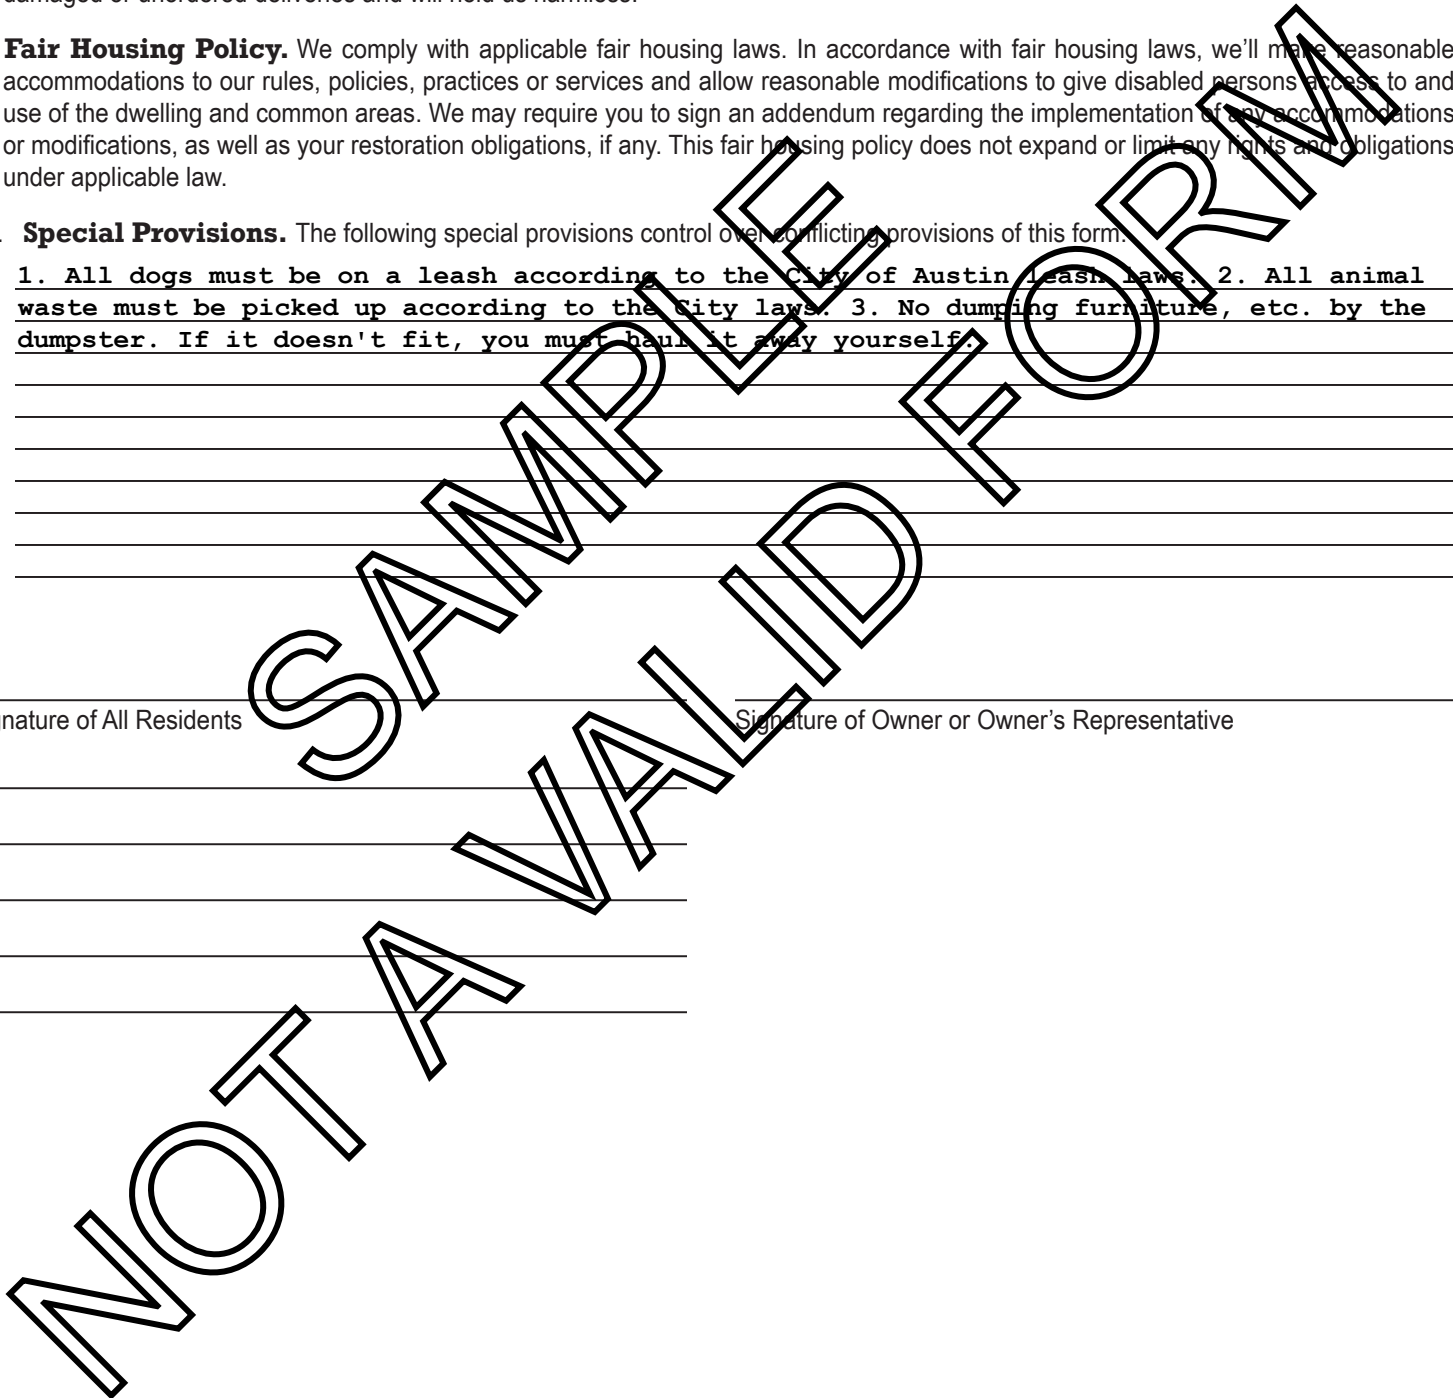 damaged or unordered deliveries and will hold us harmless.
Fair Housing Policy. We comply with applicable fair housing laws. In accordance with fair housing laws, we'll make reasonable
accommodations to our rules, policies, practices or services and allow reasonable modifications to give disabled persons access to and
use of the dwelling and common areas. We may require you to sign an addendum regarding the implementation of any accommodations
or modifications, as well as your restoration obligations, if any. This fair housing policy does not expand or limit any rights and obligations
under applicable law.
Special Provisions. The following special provisions control over conflicting provisions of this form:
1. All dogs must be on a leash according to the City of Austin leash laws. 2. All animal
waste must be picked up according to the City laws. 3. No dumping furniture, etc. by the
dumpster. If it doesn't fit, you must haul it away yourself.
gnature of All Residents
Signature of Owner or Owner's Representative
SAMPLE
NOT A VALID FORM